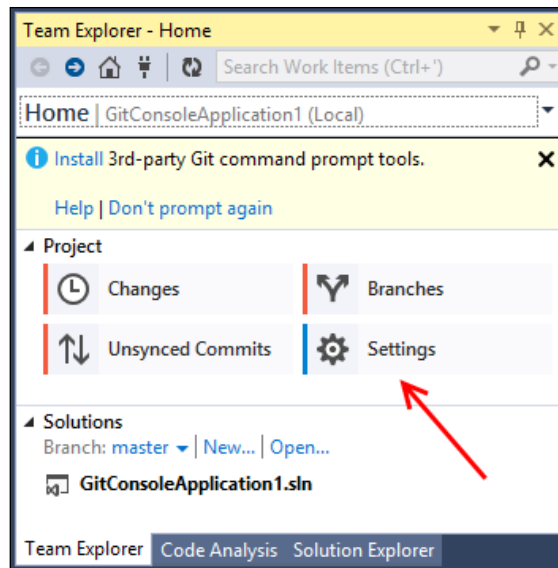 Team Explorer - Home
Search Work Items (Ctrl+')
Home | GitConsoleApplication1 (Local)
Install 3rd-party Git command prompt tools.
Help | Don't prompt again
Project
Changes
Branches
Unsynced Commits
Settings
Solutions
Branch: master | New... | Open...
GitConsoleApplication1.sln
Team Explorer Code Analysis Solution Explorer